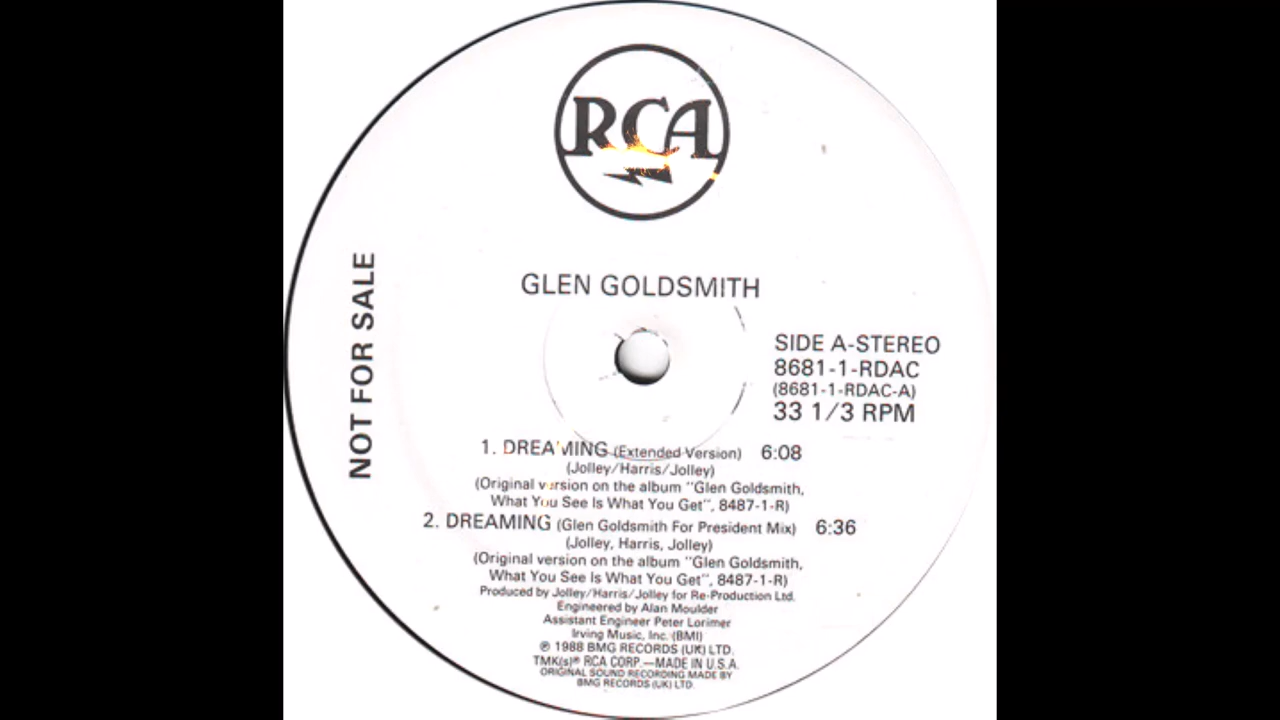 RCA
GLEN GOLDSMITH
NOT FOR SALE
SIDE A-STEREO
8681-1-RDAC
(8681-1-RDAC-A)
33 1/3 RPM
1. DREAMING (Extended Version) 6:08
(Jolley/Harris/Jolley)
(Original version on the album "Glen Goldsmith,
What You See Is What You Get", 8487-1-R)
2. DREAMING (Glen Goldsmith For President Mix) 6:36
(Jolley, Harris, Jolley)
(Original version on the album "Glen Goldsmith,
What You See Is What You Get", 8487-1-R)
Produced by Jolley/Harris/Jolley for Re-Production Ltd.
Engineered by Alan Moulder
Assistant Engineer Peter Lorimer
Irving Music, Inc. (BMI)
℗ 1988 BMG RECORDS (UK) LTD.
TMK(s)® RCA CORP.—MADE IN U.S.A.
ORIGINAL SOUND RECORDING MADE BY
BMG RECORDS (UK) LTD.